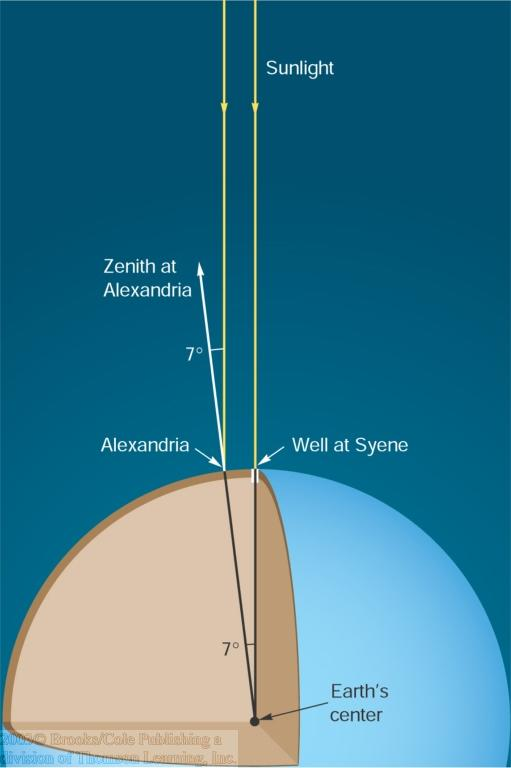 Sunlight
Zenith at
Alexandria
7°
Alexandria
Well at Syene
7°
Earth's
center
2005© Brooks/Cole Publishing a
division of Thomson Learning, Inc.